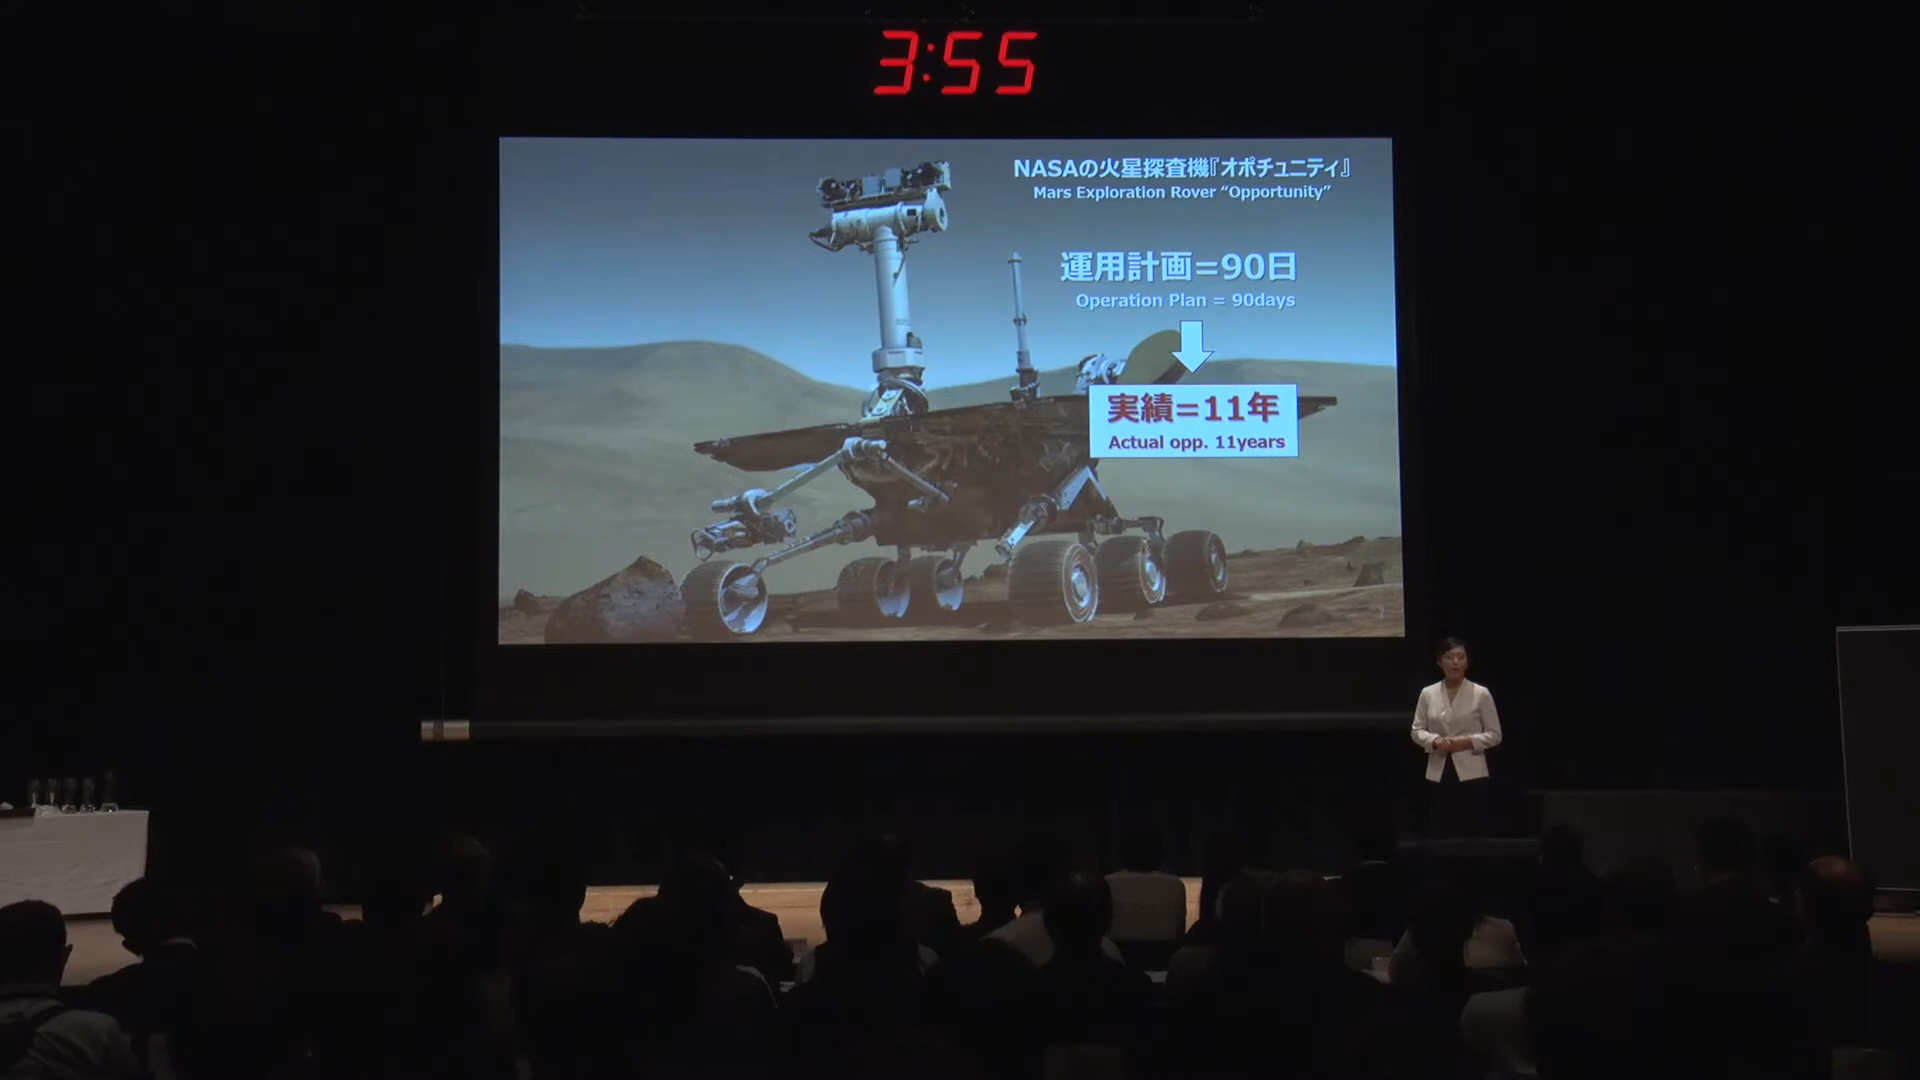 3:55
NASAの火星探査機『オポチュニティ』
Mars Exploration Rover “Opportunity”
運用計画=90日
Operation Plan = 90days
実績=11年
Actual opp. 11years